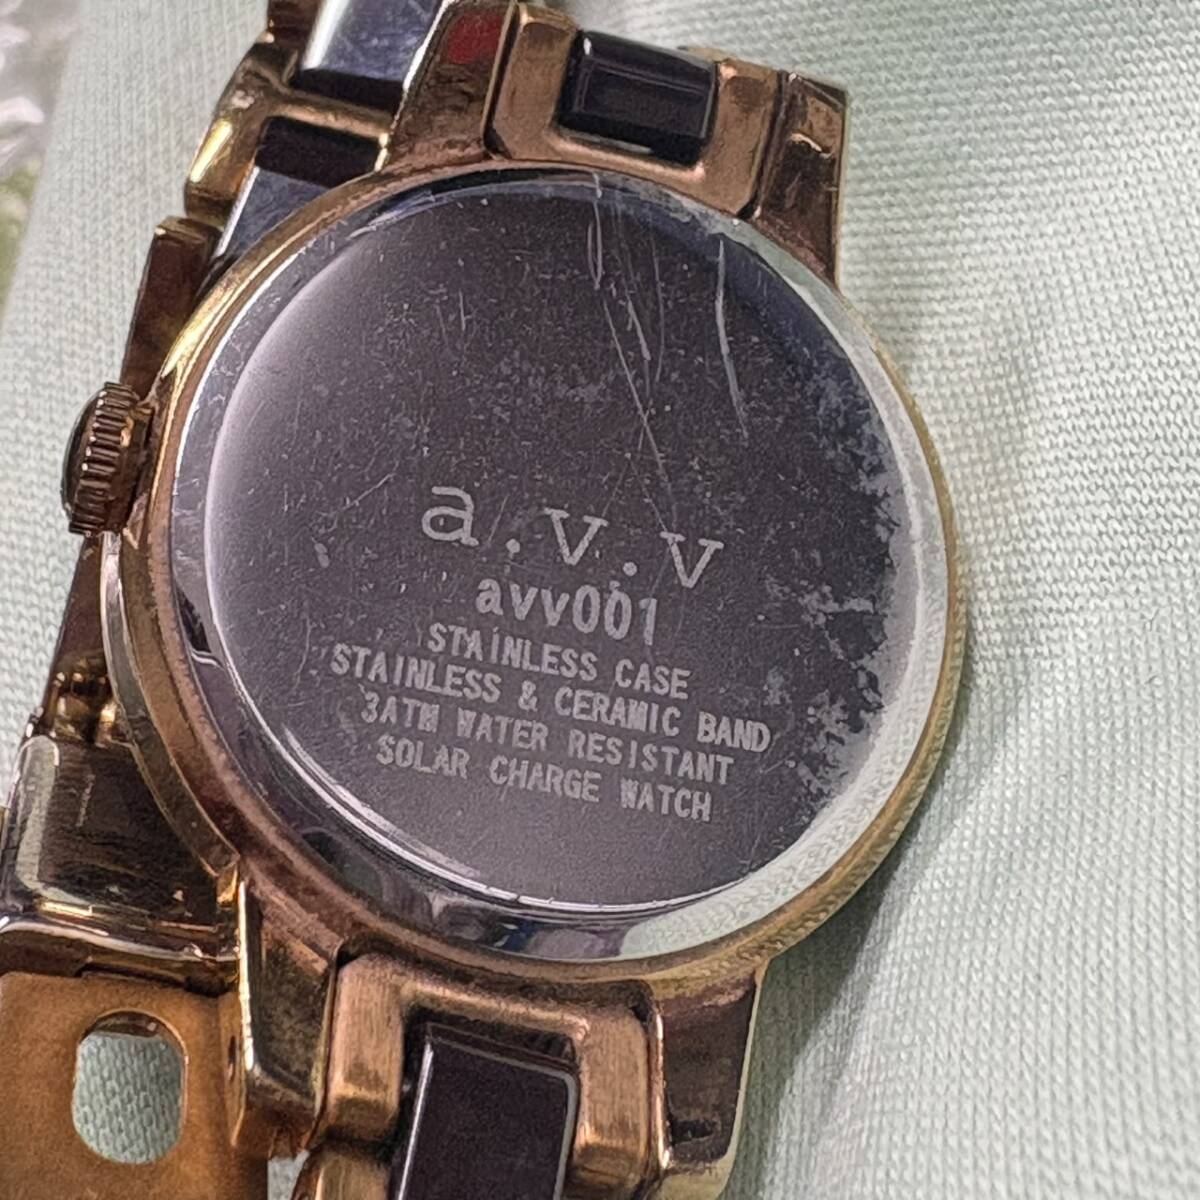 a.v.v
avv001
STAINLESS CASE
STAINLESS & CERAMIC BAND
3ATM WATER RESISTANT
SOLAR CHARGE WATCH